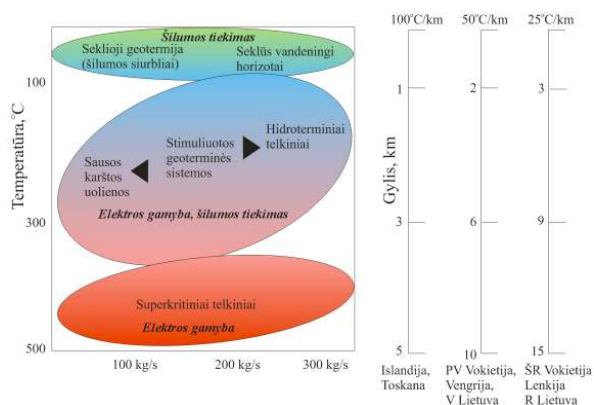 Šilumos tiekimas
Seklioji geotermija
(šilumos siurbliai)
Seklūs vandeningi
horizotai
Hidroterminiai
telkiniai
Stimuliuotos
geoterminės
sistemos
Sausos
karštos
uolienos
Elektros gamyba, šilumos tiekimas
Superkritiniai telkiniai
Elektros gamyba
Temperatūra,°C
100
300
500
100 kg/s
200 kg/s
300 kg/s
Gylis, km
100°C/km
1
3
5
Islandija,
Toskana
50°C/km
2
6
10
PV Vokietija,
Vengrija,
V Lietuva
25°C/km
3
9
15
ŠR Vokietija
Lenkija
R Lietuva